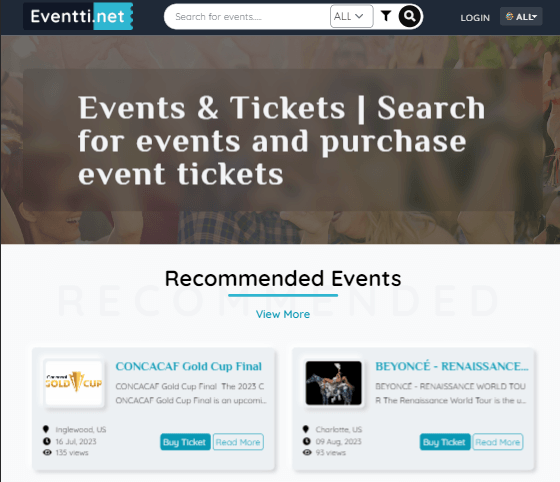 Eventti.net
Search for events.....
ALL
LOGIN
ALL
Events & Tickets | Search
for events and purchase
event tickets
RECOMMENDED
Recommended Events
View More
Concacaf
GOLD CUP
CONCACAF Gold Cup Final
CONCACAF Gold Cup Final The 2023 C
ONCACAF Gold Cup Final is an upcomi...
Inglewood, US
16 Jul, 2023
135 views
Buy Ticket
Read More
BEYONCÉ - RENAISSANCE...
BEYONCÉ - RENAISSANCE WORLD TOU
R The Renaissance World Tour is the u...
Charlotte, US
09 Aug, 2023
93 views
Buy Ticket
Read More